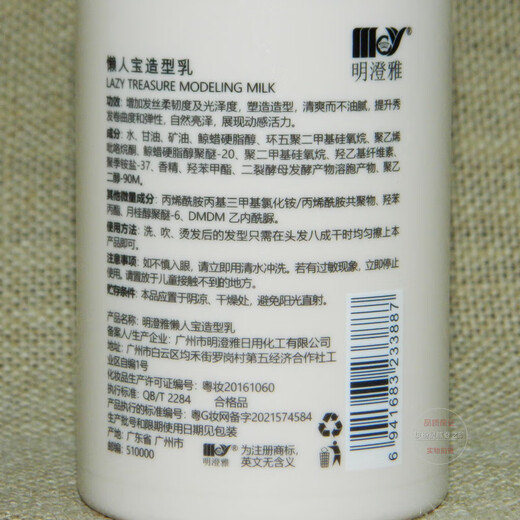 mcy
明澄雅
懒人宝造型乳
LAZY TREASURE MODELING MILK
功效: 增加发丝柔韧度及光泽度，塑造造型，清爽而不油腻，提升秀
发卷曲度和弹性，自然亮泽，展现动感活力。
成分: 水、甘油、矿油、鲸蜡硬脂醇、环五聚二甲基硅氧烷、聚乙烯
吡咯烷酮、鲸蜡硬脂醇聚醚-20、聚二甲基硅氧烷、羟乙基纤维素、
聚季铵盐-37、香精、羟苯甲酯、二裂酵母发酵产物溶胞产物、聚乙
二醇-90M。
其他微量成分: 丙烯酰胺丙基三甲基氯化铵/丙烯酰胺共聚物、羟苯
丙酯、月桂醇聚醚-6、DMDM 乙内酰脲。
使用方法: 洗、吹、烫发后的发型只需在头发八成干时均匀擦上本
产品即可。
注意事项: 如不慎入眼，请立即用清水冲洗。若有过敏现象，立即停止
使用。请置放于儿童接触不到的地方。
贮存条件: 本品应置于阴凉、干燥处，避免阳光直射。
产品名称: 明澄雅懒人宝造型乳
备案人/生产企业: 广州市明澄雅日用化工有限公司
地址: 广州市白云区均禾街罗岗村第五经济合作社工
业区自编1号
化妆品生产许可证编号: 粤妆20161060
执行标准: QB/T 2284 合格品
产品执行的标准编号: 粤G妆网备字2021574584
生产批号和限期使用日期见包装
产地: 广东省 广州市
邮编: 510000
mcy
明澄雅
为注册商标，
英文无含义
6 941683 233887
品质保证